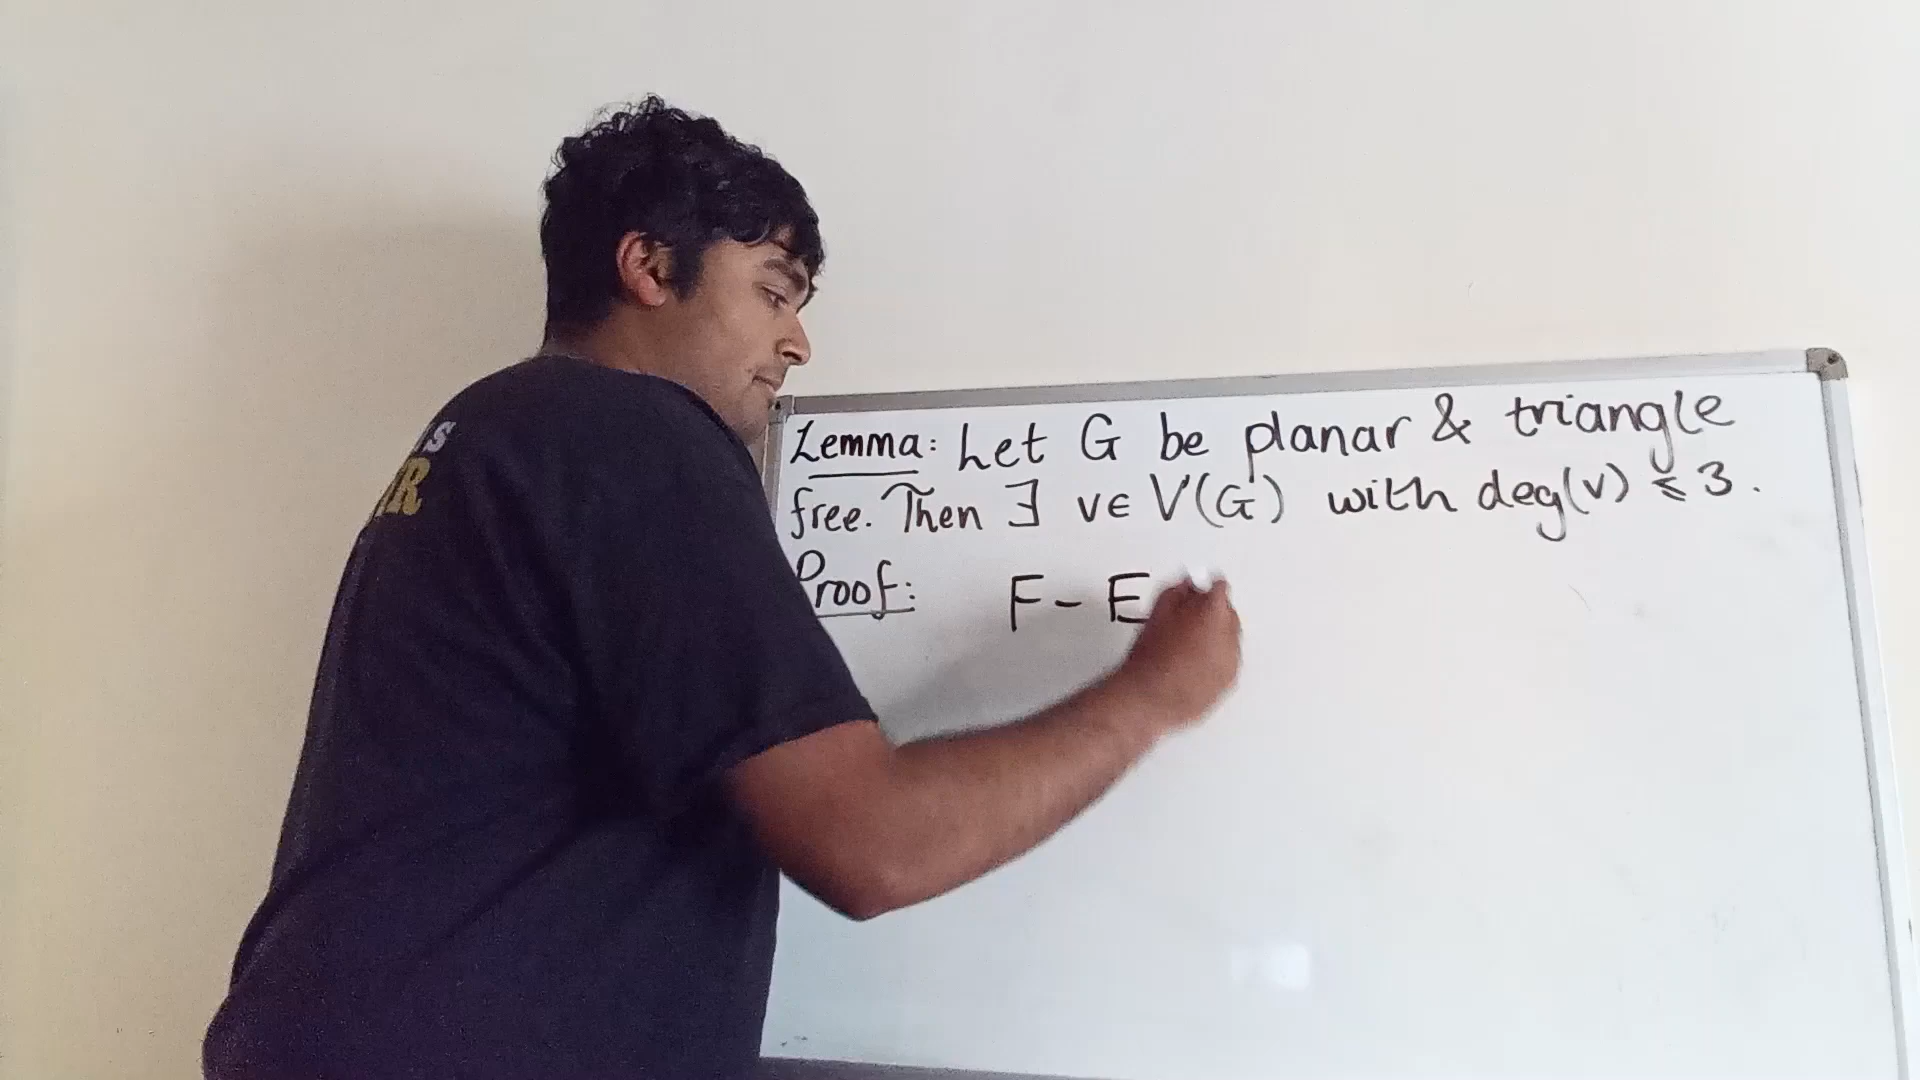 Lemma: Let G be planar & triangle
free. Then ∃ v∈ V(G) with deg(v) ⩽ 3.
Proof: F - E